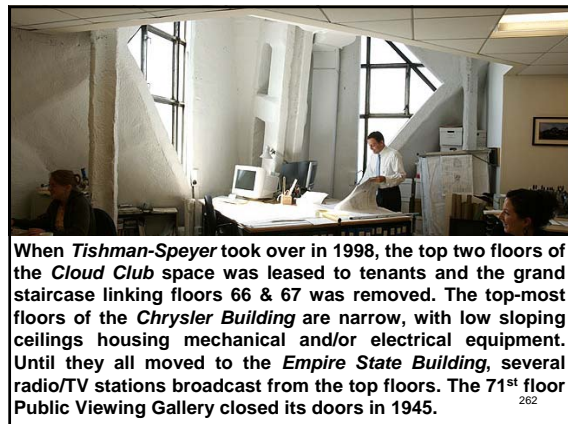 When Tishman-Speyer took over in 1998, the top two floors of
the Cloud Club space was leased to tenants and the grand
staircase linking floors 66 & 67 was removed. The top-most
floors of the Chrysler Building are narrow, with low sloping
ceilings housing mechanical and/or electrical equipment.
Until they all moved to the Empire State Building, several
radio/TV stations broadcast from the top floors. The 71st floor
Public Viewing Gallery closed its doors in 1945.
262